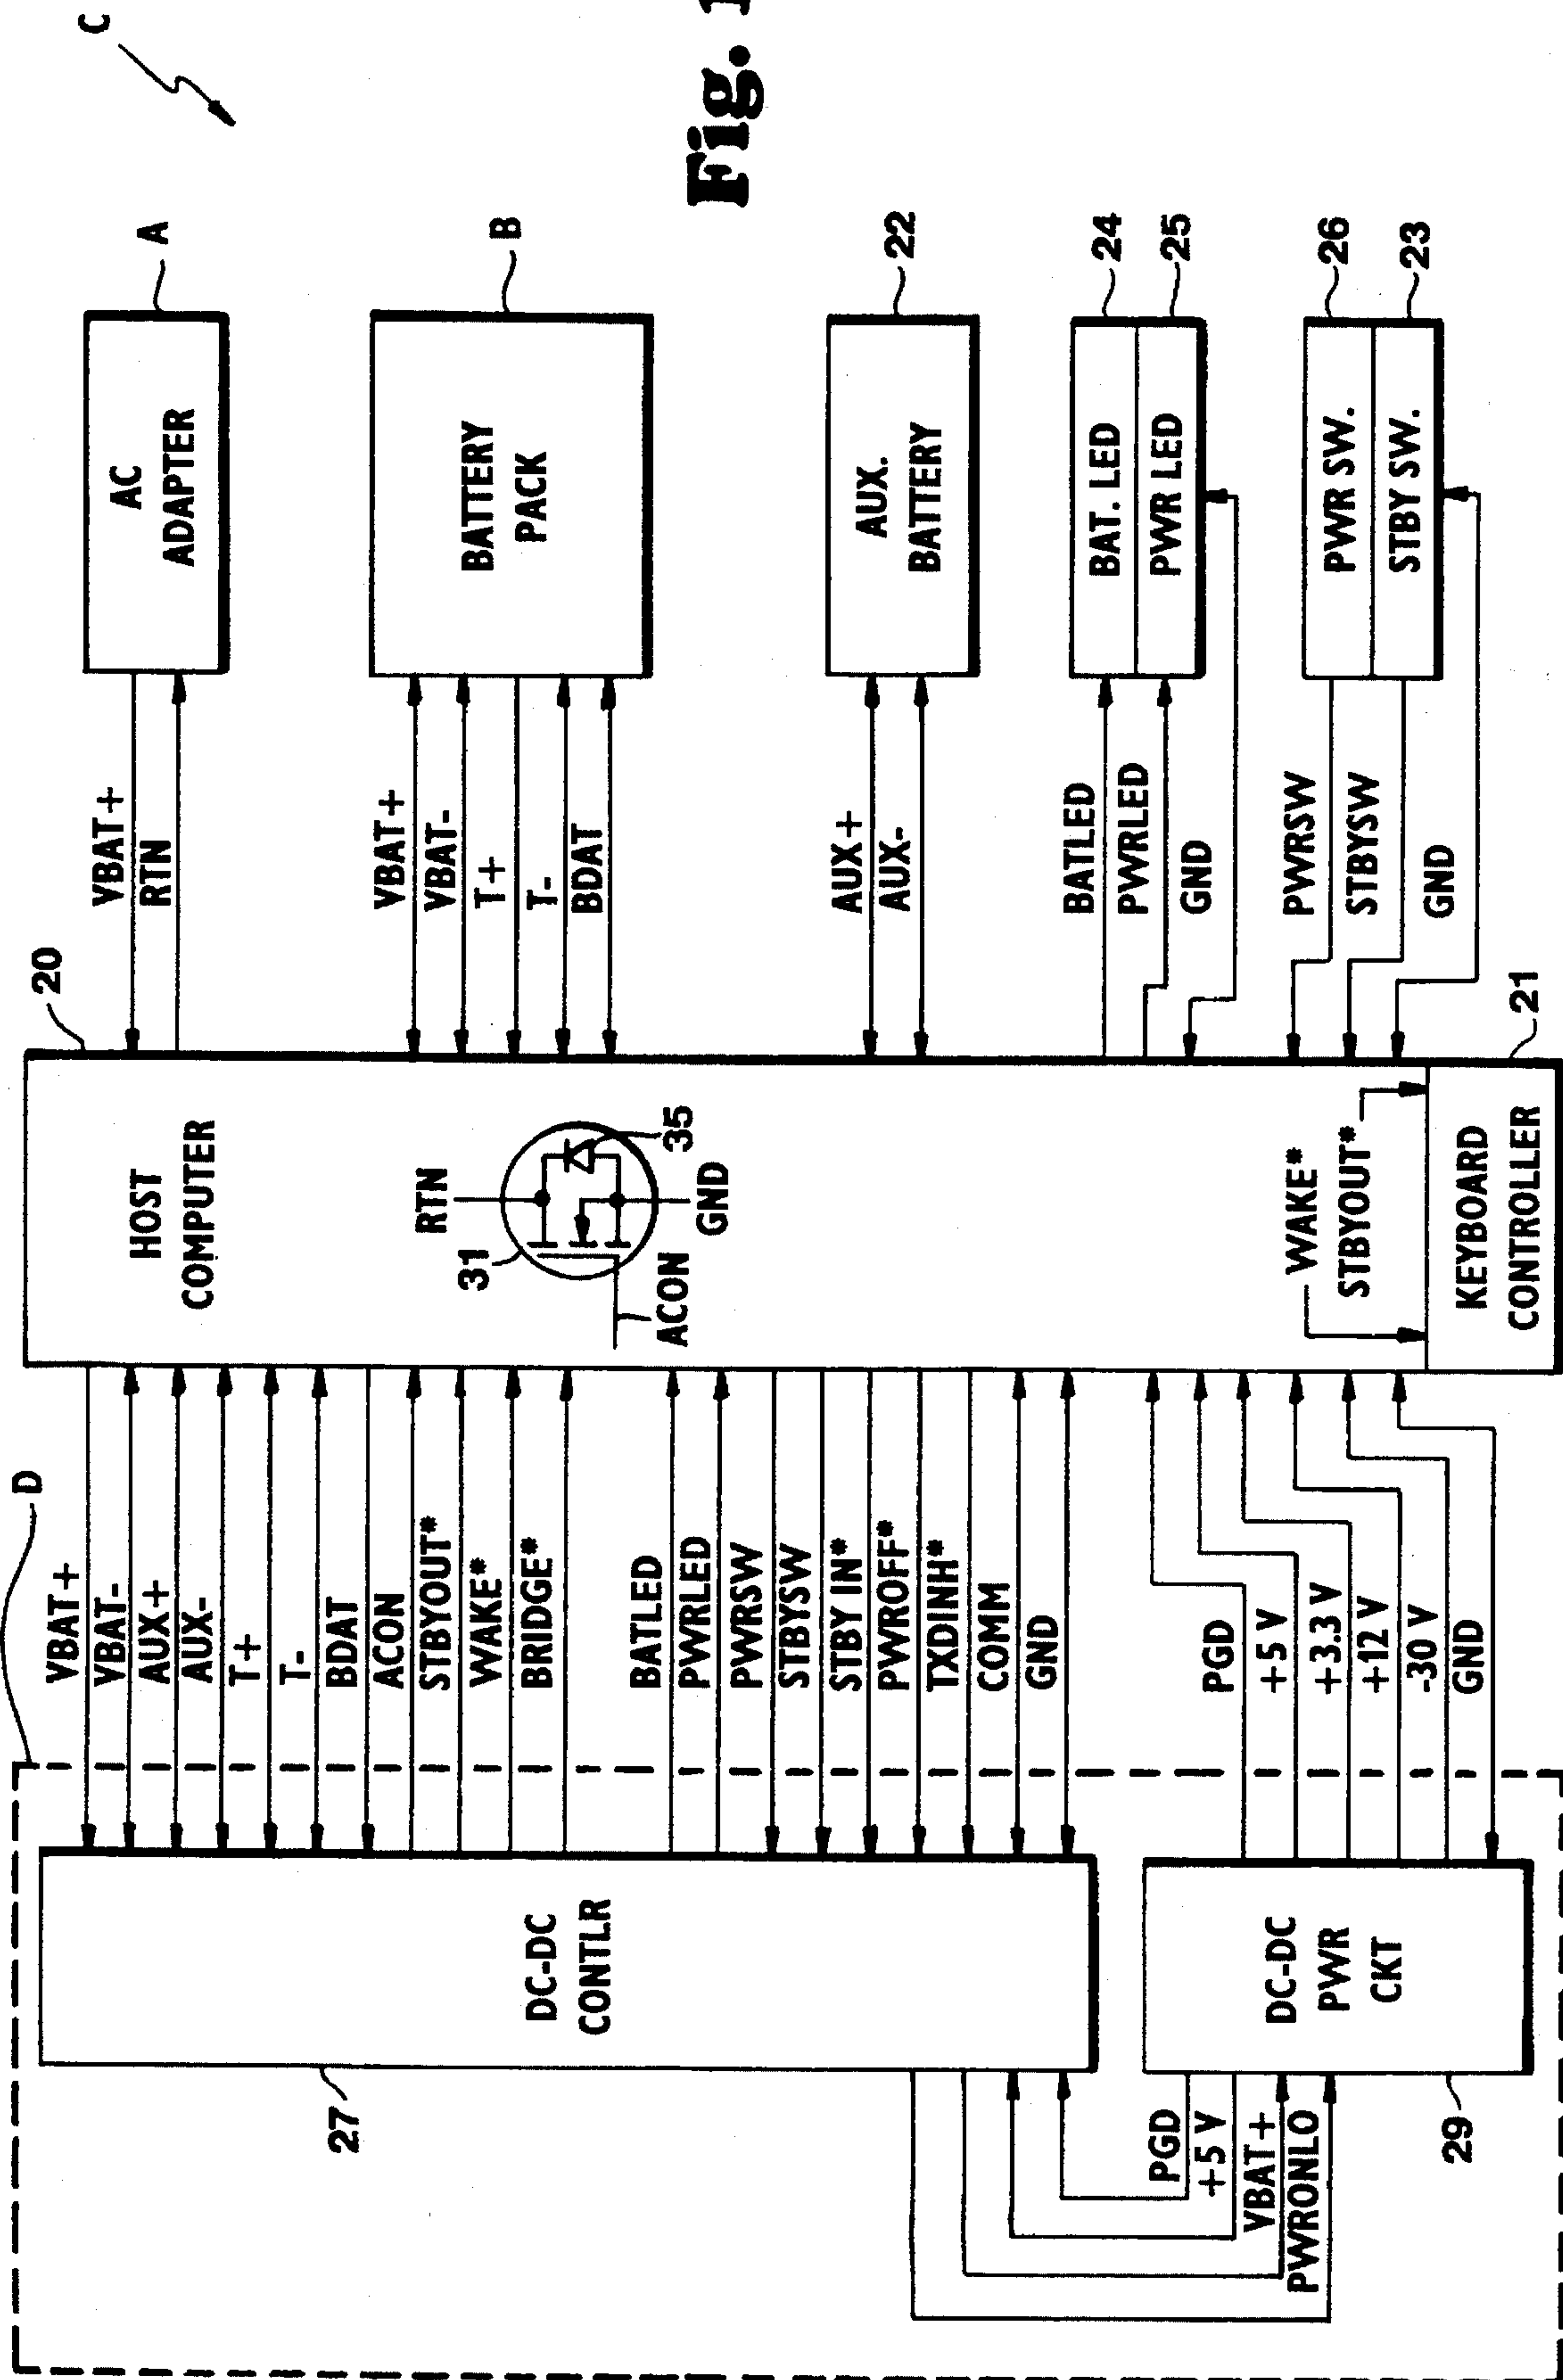 C
Fig. 1
A
AC
ADAPTER
VBAT+
RTN
B
BATTERY
PACK
VBAT+
VBAT-
T+
T-
BDAT
22
AUX.
BATTERY
AUX+
AUX-
24
25
BAT. LED
PWR LED
BATLED
PWRLED
GND
26
23
PWR SW.
STBY SW.
PWRSW
STBYSW
GND
20
HOST
COMPUTER
RTN
31
35
GND
ACON
WAKE*
STBYOUT*
21
KEYBOARD
CONTROLLER
D
VBAT+
VBAT-
AUX+
AUX-
T+
T-
BDAT
ACON
STBYOUT*
WAKE*
BRIDGE*
BATLED
PWRLED
PWRSW
STBYSW
STBY IN*
PWROFF*
TXDINH*
COMM
GND
PGD
+5 V
+3.3 V
+12 V
-30 V
GND
DC-DC
CONTLR
27
DC-DC
PWR
CKT
29
PGD
+5 V
VBAT+
PWRONLO